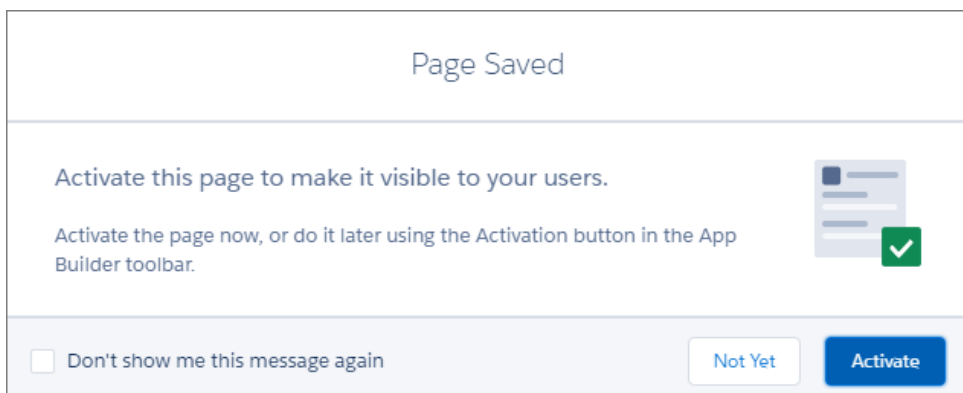 Page Saved
Activate this page to make it visible to your users.
Activate the page now, or do it later using the Activation button in the App
Builder toolbar.
Don't show me this message again
Not Yet
Activate